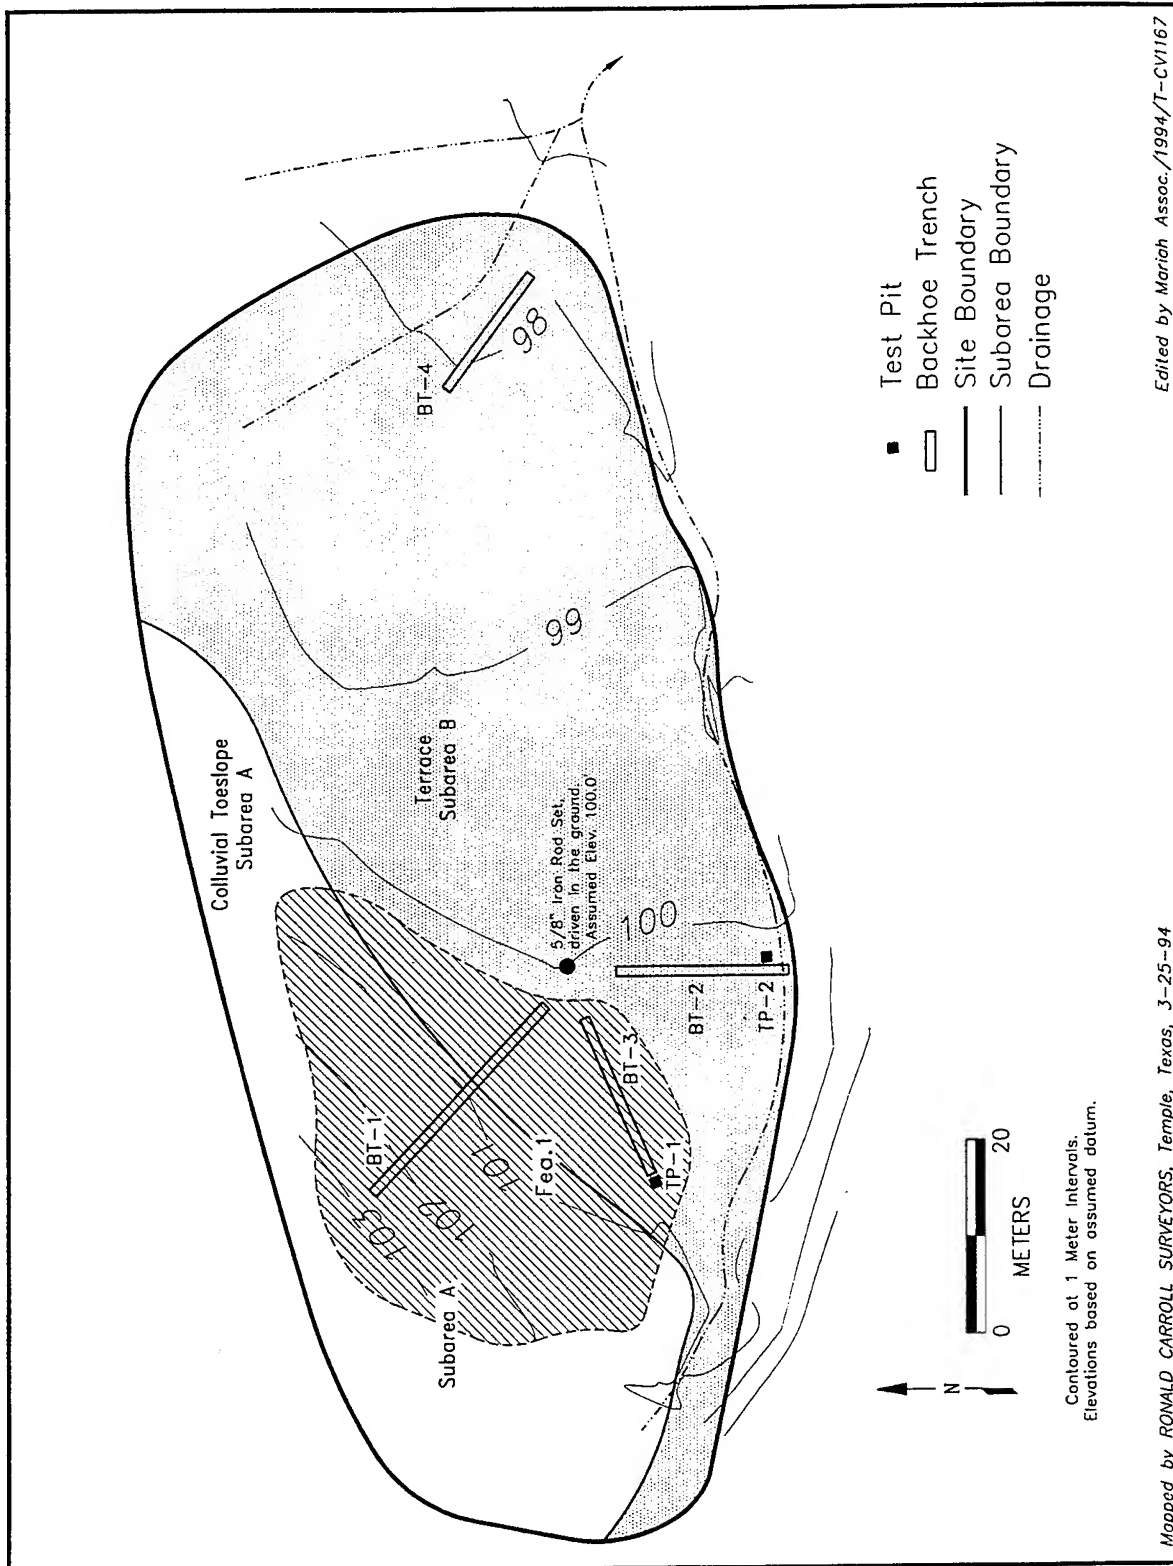 Colluvial Toeslope
Subarea A
Terrace
Subarea B
5/8" Iron Rod Set,
driven in the ground.
Assumed Elev. 100.0'
BT-4
98
99
100
BT-1
103
102
101
Fea.1
Subarea A
BT-3
TP-1
BT-2
TP-2
Test Pit
Backhoe Trench
Site Boundary
Subarea Boundary
Drainage
N
0
20
METERS
Contoured at 1 Meter Intervals.
Elevations based on assumed datum.
Mapped by RONALD CARROLL SURVEYORS, Temple, Texas, 3-25-94
Edited by Mariah Assoc./1994/T-CV1167